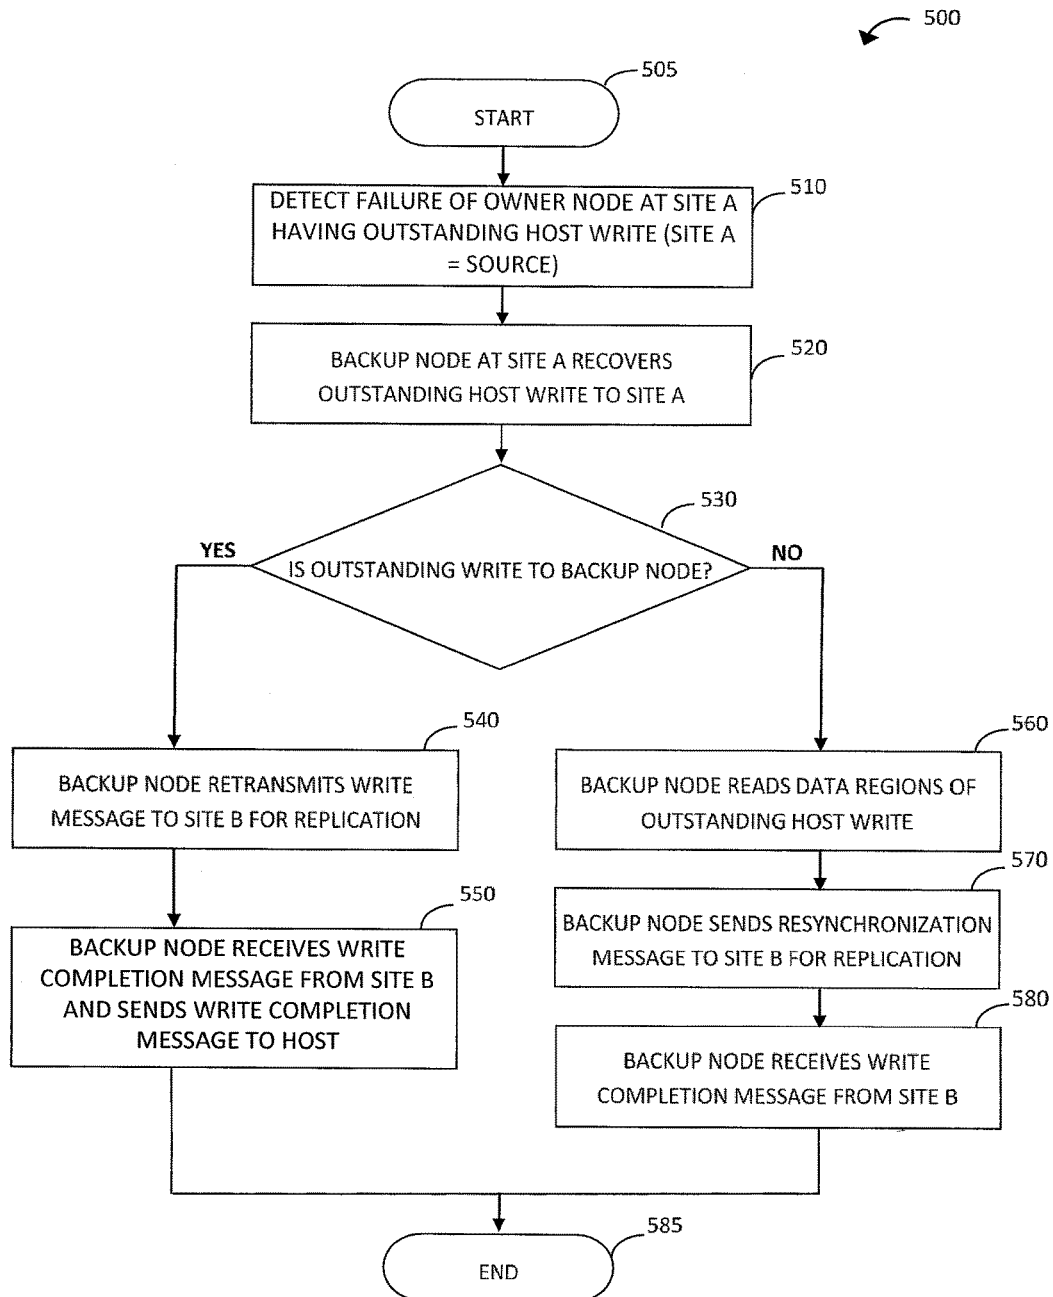 500
505
START
510
DETECT FAILURE OF OWNER NODE AT SITE A
HAVING OUTSTANDING HOST WRITE (SITE A
= SOURCE)
520
BACKUP NODE AT SITE A RECOVERS
OUTSTANDING HOST WRITE TO SITE A
530
YES
NO
IS OUTSTANDING WRITE TO BACKUP NODE?
540
BACKUP NODE RETRANSMITS WRITE
MESSAGE TO SITE B FOR REPLICATION
550
BACKUP NODE RECEIVES WRITE
COMPLETION MESSAGE FROM SITE B
AND SENDS WRITE COMPLETION
MESSAGE TO HOST
560
BACKUP NODE READS DATA REGIONS OF
OUTSTANDING HOST WRITE
570
BACKUP NODE SENDS RESYNCHRONIZATION
MESSAGE TO SITE B FOR REPLICATION
580
BACKUP NODE RECEIVES WRITE
COMPLETION MESSAGE FROM SITE B
585
END